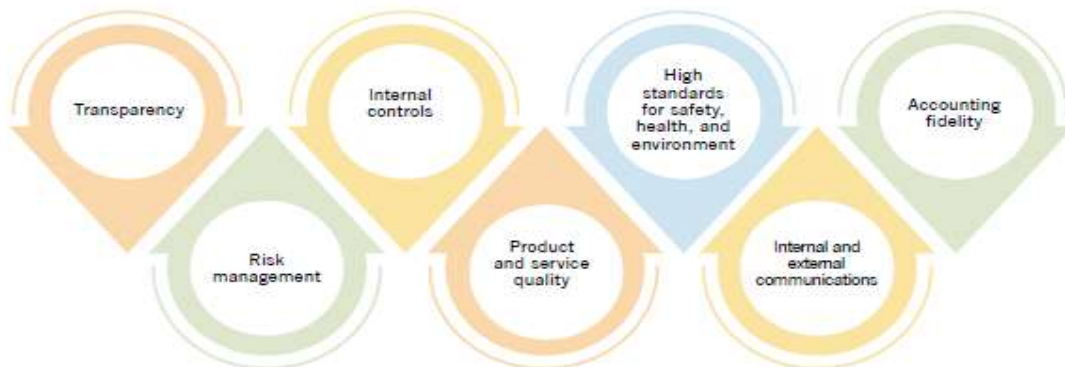 Transparency
Risk
management
Internal
controls
Product
and service
quality
High
standards
for safety,
health, and
environment
Internal and
external
communications
Accounting
fidelity